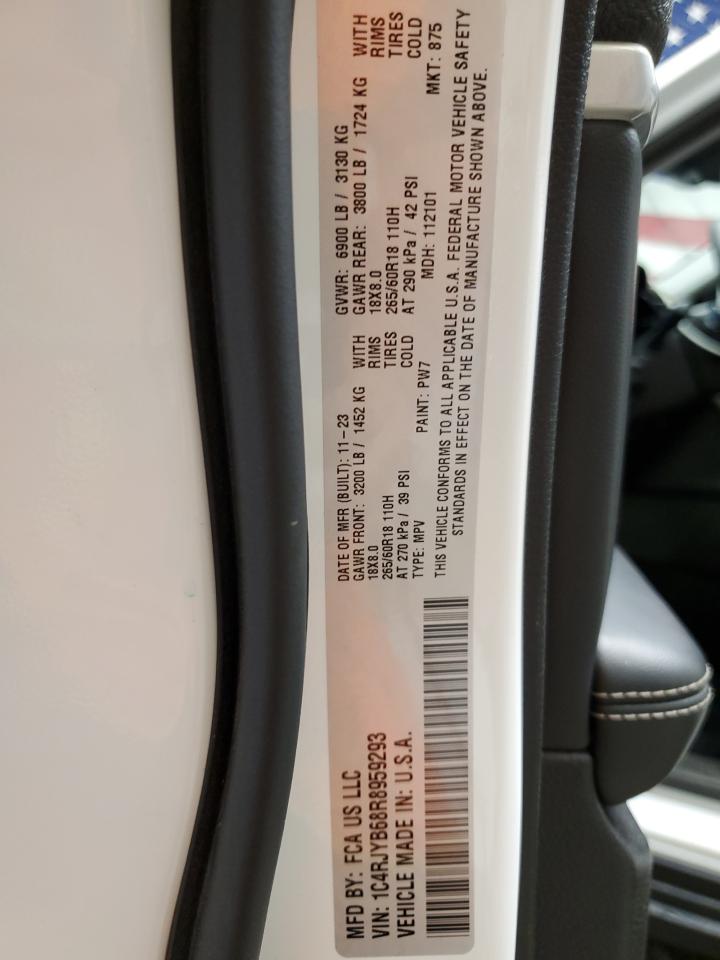 MFD BY: FCA US LLC
VIN: 1C4RJYB68R8959293
VEHICLE MADE IN: U.S.A.
DATE OF MFR (BUILT): 11-23
GAWR FRONT: 3200 LB / 1452 KG WITH
18X8.0 RIMS
265/60R18 110H TIRES
AT 270 kPa / 39 PSI COLD
TYPE: MPV
GVWR: 6900 LB / 3130 KG
GAWR REAR: 3800 LB / 1724 KG WITH
18X8.0 RIMS
265/60R18 110H TIRES
AT 290 kPa / 42 PSI COLD
PAINT: PW7 MDH: 112101 MKT: 875
THIS VEHICLE CONFORMS TO ALL APPLICABLE U.S.A. FEDERAL MOTOR VEHICLE SAFETY
STANDARDS IN EFFECT ON THE DATE OF MANUFACTURE SHOWN ABOVE.